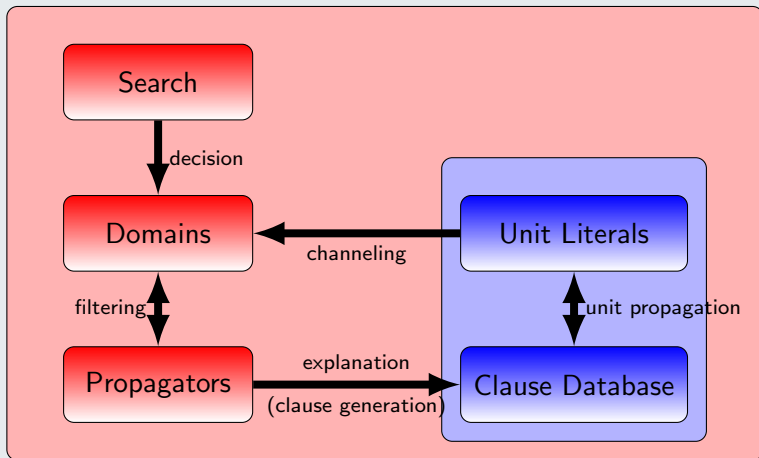 Search
decision
Domains
Unit Literals
channeling
filtering
unit propagation
Propagators
explanation
(clause generation)
Clause Database